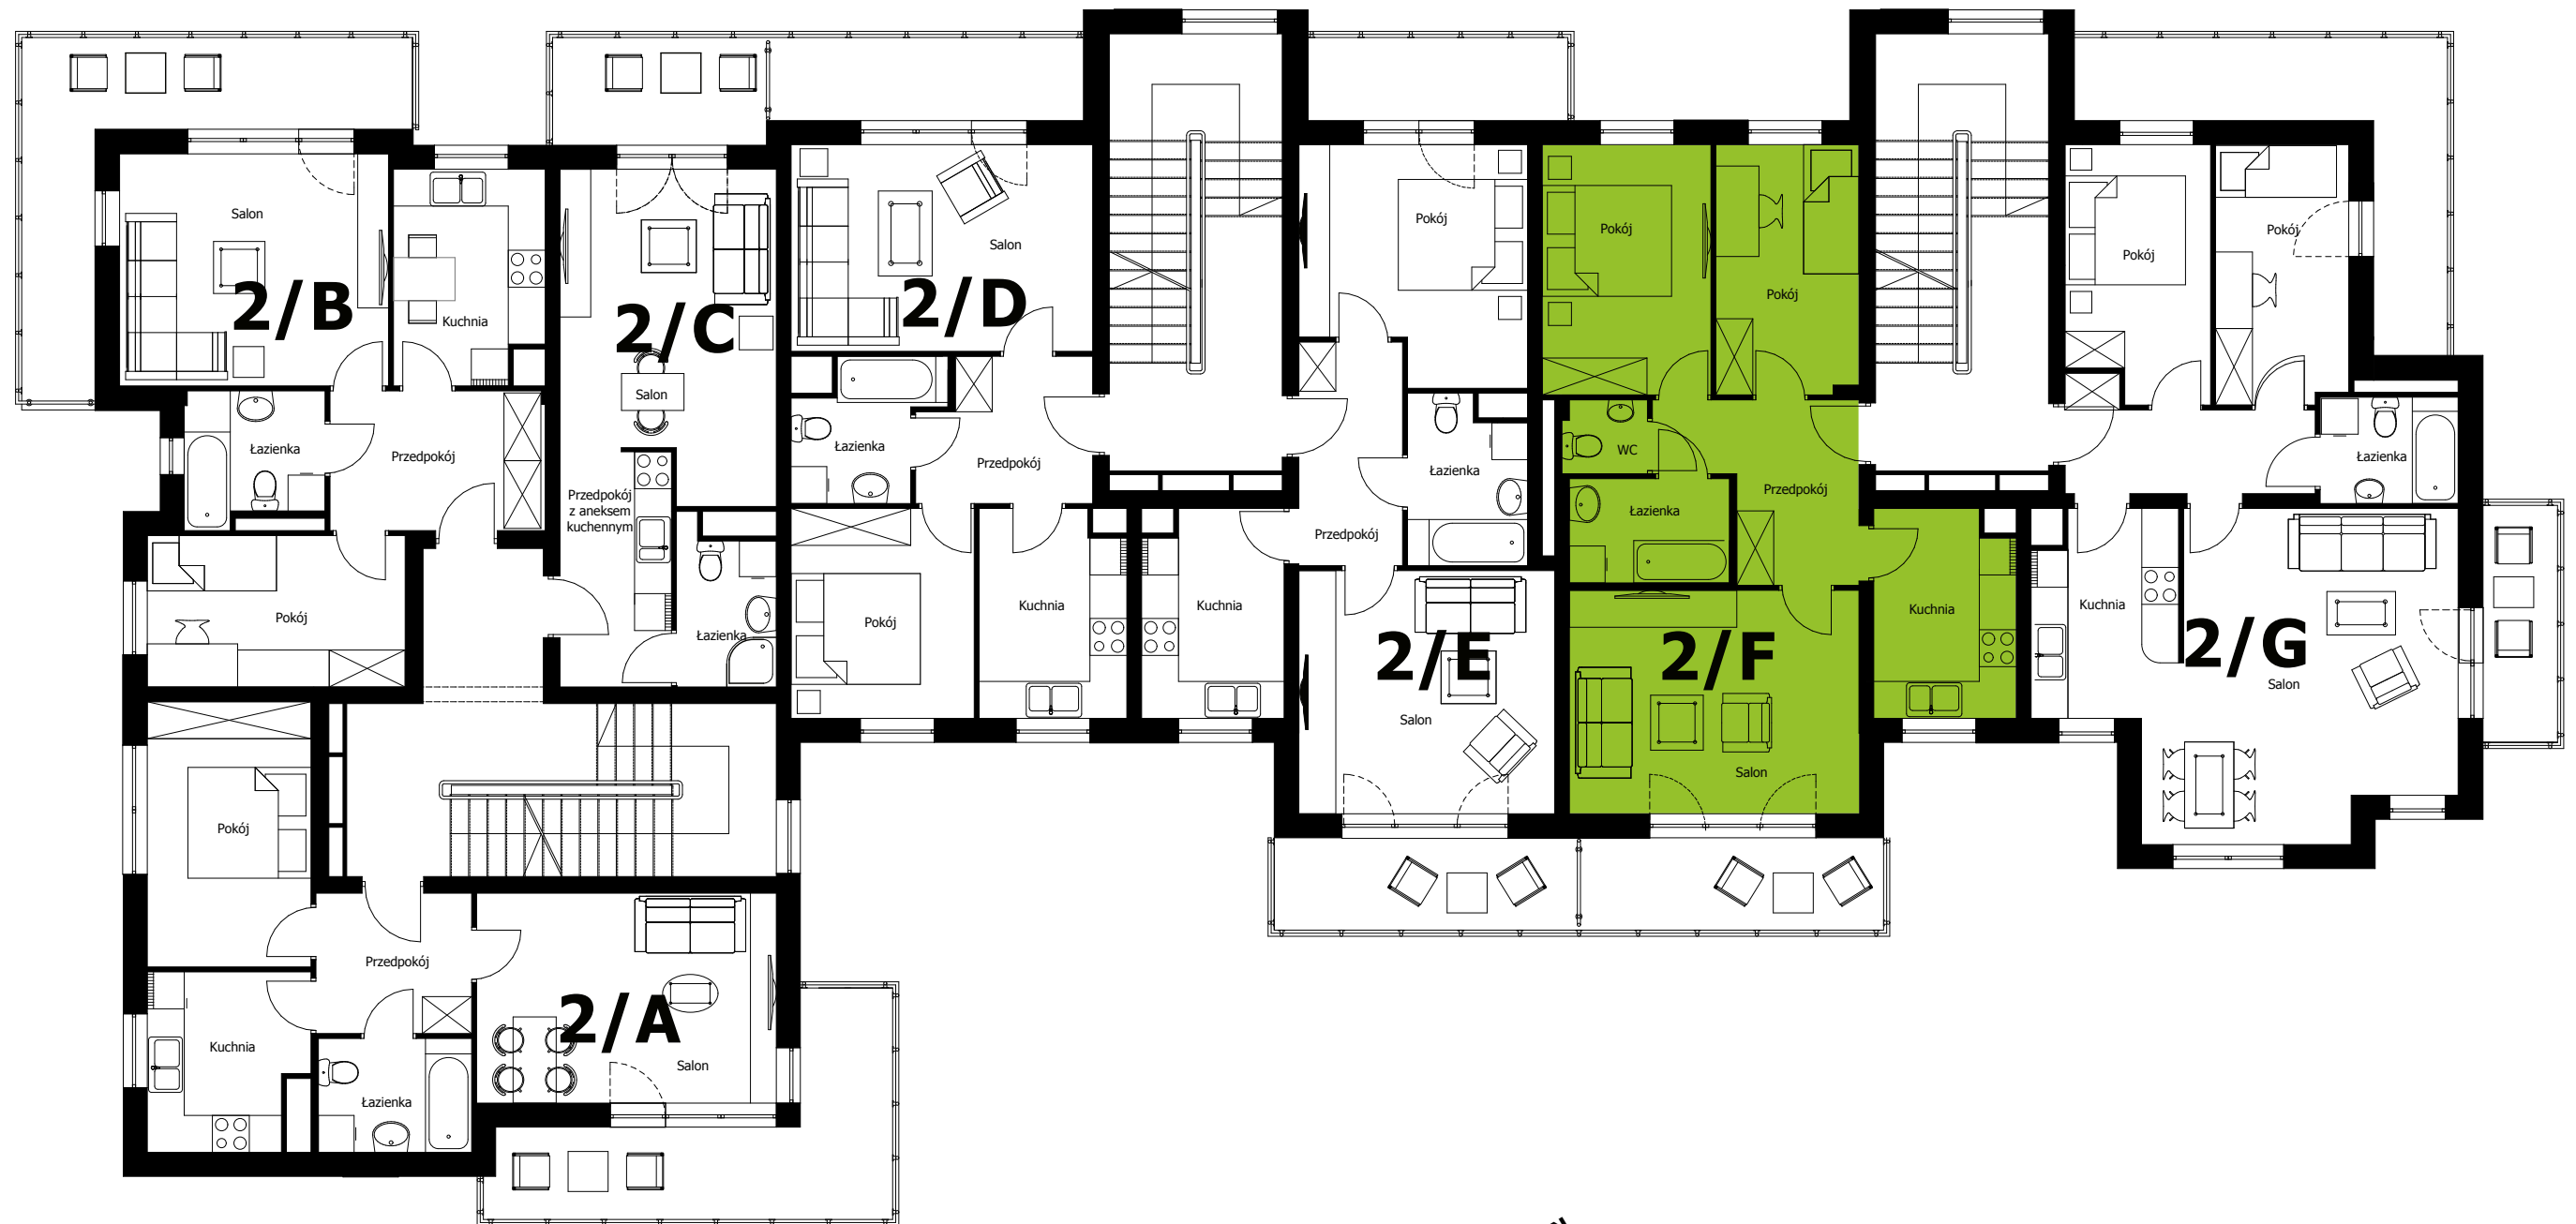 2/B
Salon
Kuchnia
Łazienka
Przedpokój
Pokój
2/C
Salon
Przedpokój
z aneksem
kuchennym
Łazienka
2/D
Salon
Łazienka
Przedpokój
Pokój
Kuchnia
2/E
Pokój
Łazienka
Przedpokój
Kuchnia
Salon
2/F
Pokój
Pokój
WC
Łazienka
Przedpokój
Kuchnia
Salon
2/G
Pokój
Pokój
Łazienka
Kuchnia
Salon
2/A
Pokój
Przedpokój
Kuchnia
Łazienka
Salon